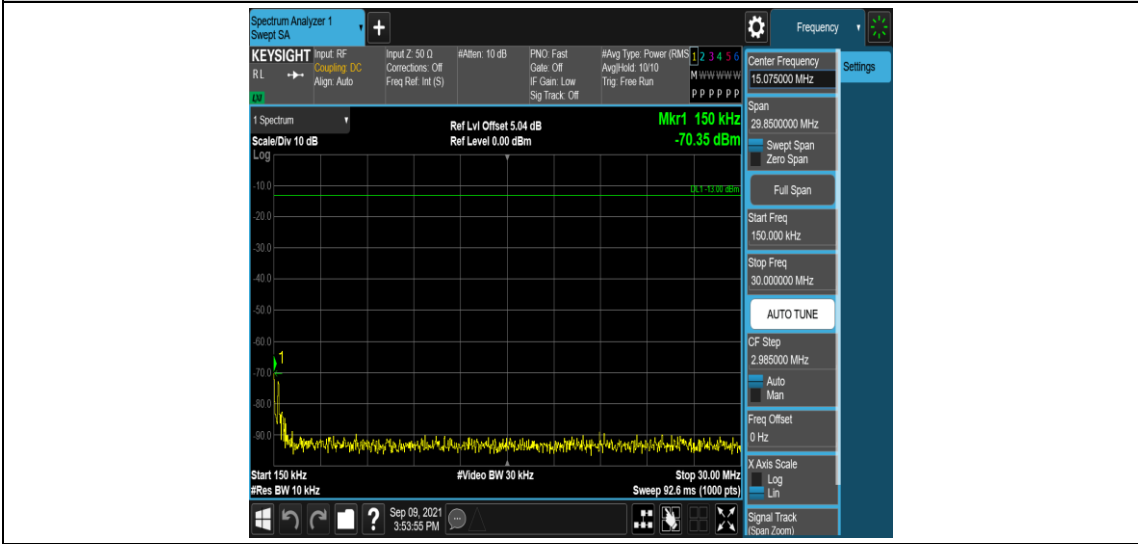 Spectrum Analyzer 1
Swept SA
+
Frequency
KEYSIGHT
RL
LM
Input: RF
Coupling: DC
Align: Auto
Input Z: 50 Ω
Corrections: Off
Freq Ref: Int (S)
#Atten: 10 dB
PNO: Fast
Gate: Off
IF Gain: Low
Sig Track: Off
#Avg Type: Power (RMS
Avg|Hold: 10/10
Trig: Free Run
1 2 3 4 5 6
M W W W W W
P P P P P P
1 Spectrum
Scale/Div 10 dB
Log
Ref Lvl Offset 5.04 dB
Ref Level 0.00 dBm
Mkr1 150 kHz
-70.35 dBm
DL1 -13.00 dBm
-10.0
-20.0
-30.0
-40.0
-50.0
-60.0
-70.0
-80.0
-90.0
1
Start 150 kHz
#Res BW 10 kHz
#Video BW 30 kHz
Stop 30.00 MHz
Sweep 92.6 ms (1000 pts)
Center Frequency
15.075000 MHz
Settings
Span
29.8500000 MHz
Swept Span
Zero Span
Full Span
Start Freq
150.000 kHz
Stop Freq
30.000000 MHz
AUTO TUNE
CF Step
2.985000 MHz
Auto
Man
Freq Offset
0 Hz
X Axis Scale
Log
Lin
Signal Track
(Span Zoom)
?
Sep 09, 2021
3:53:55 PM